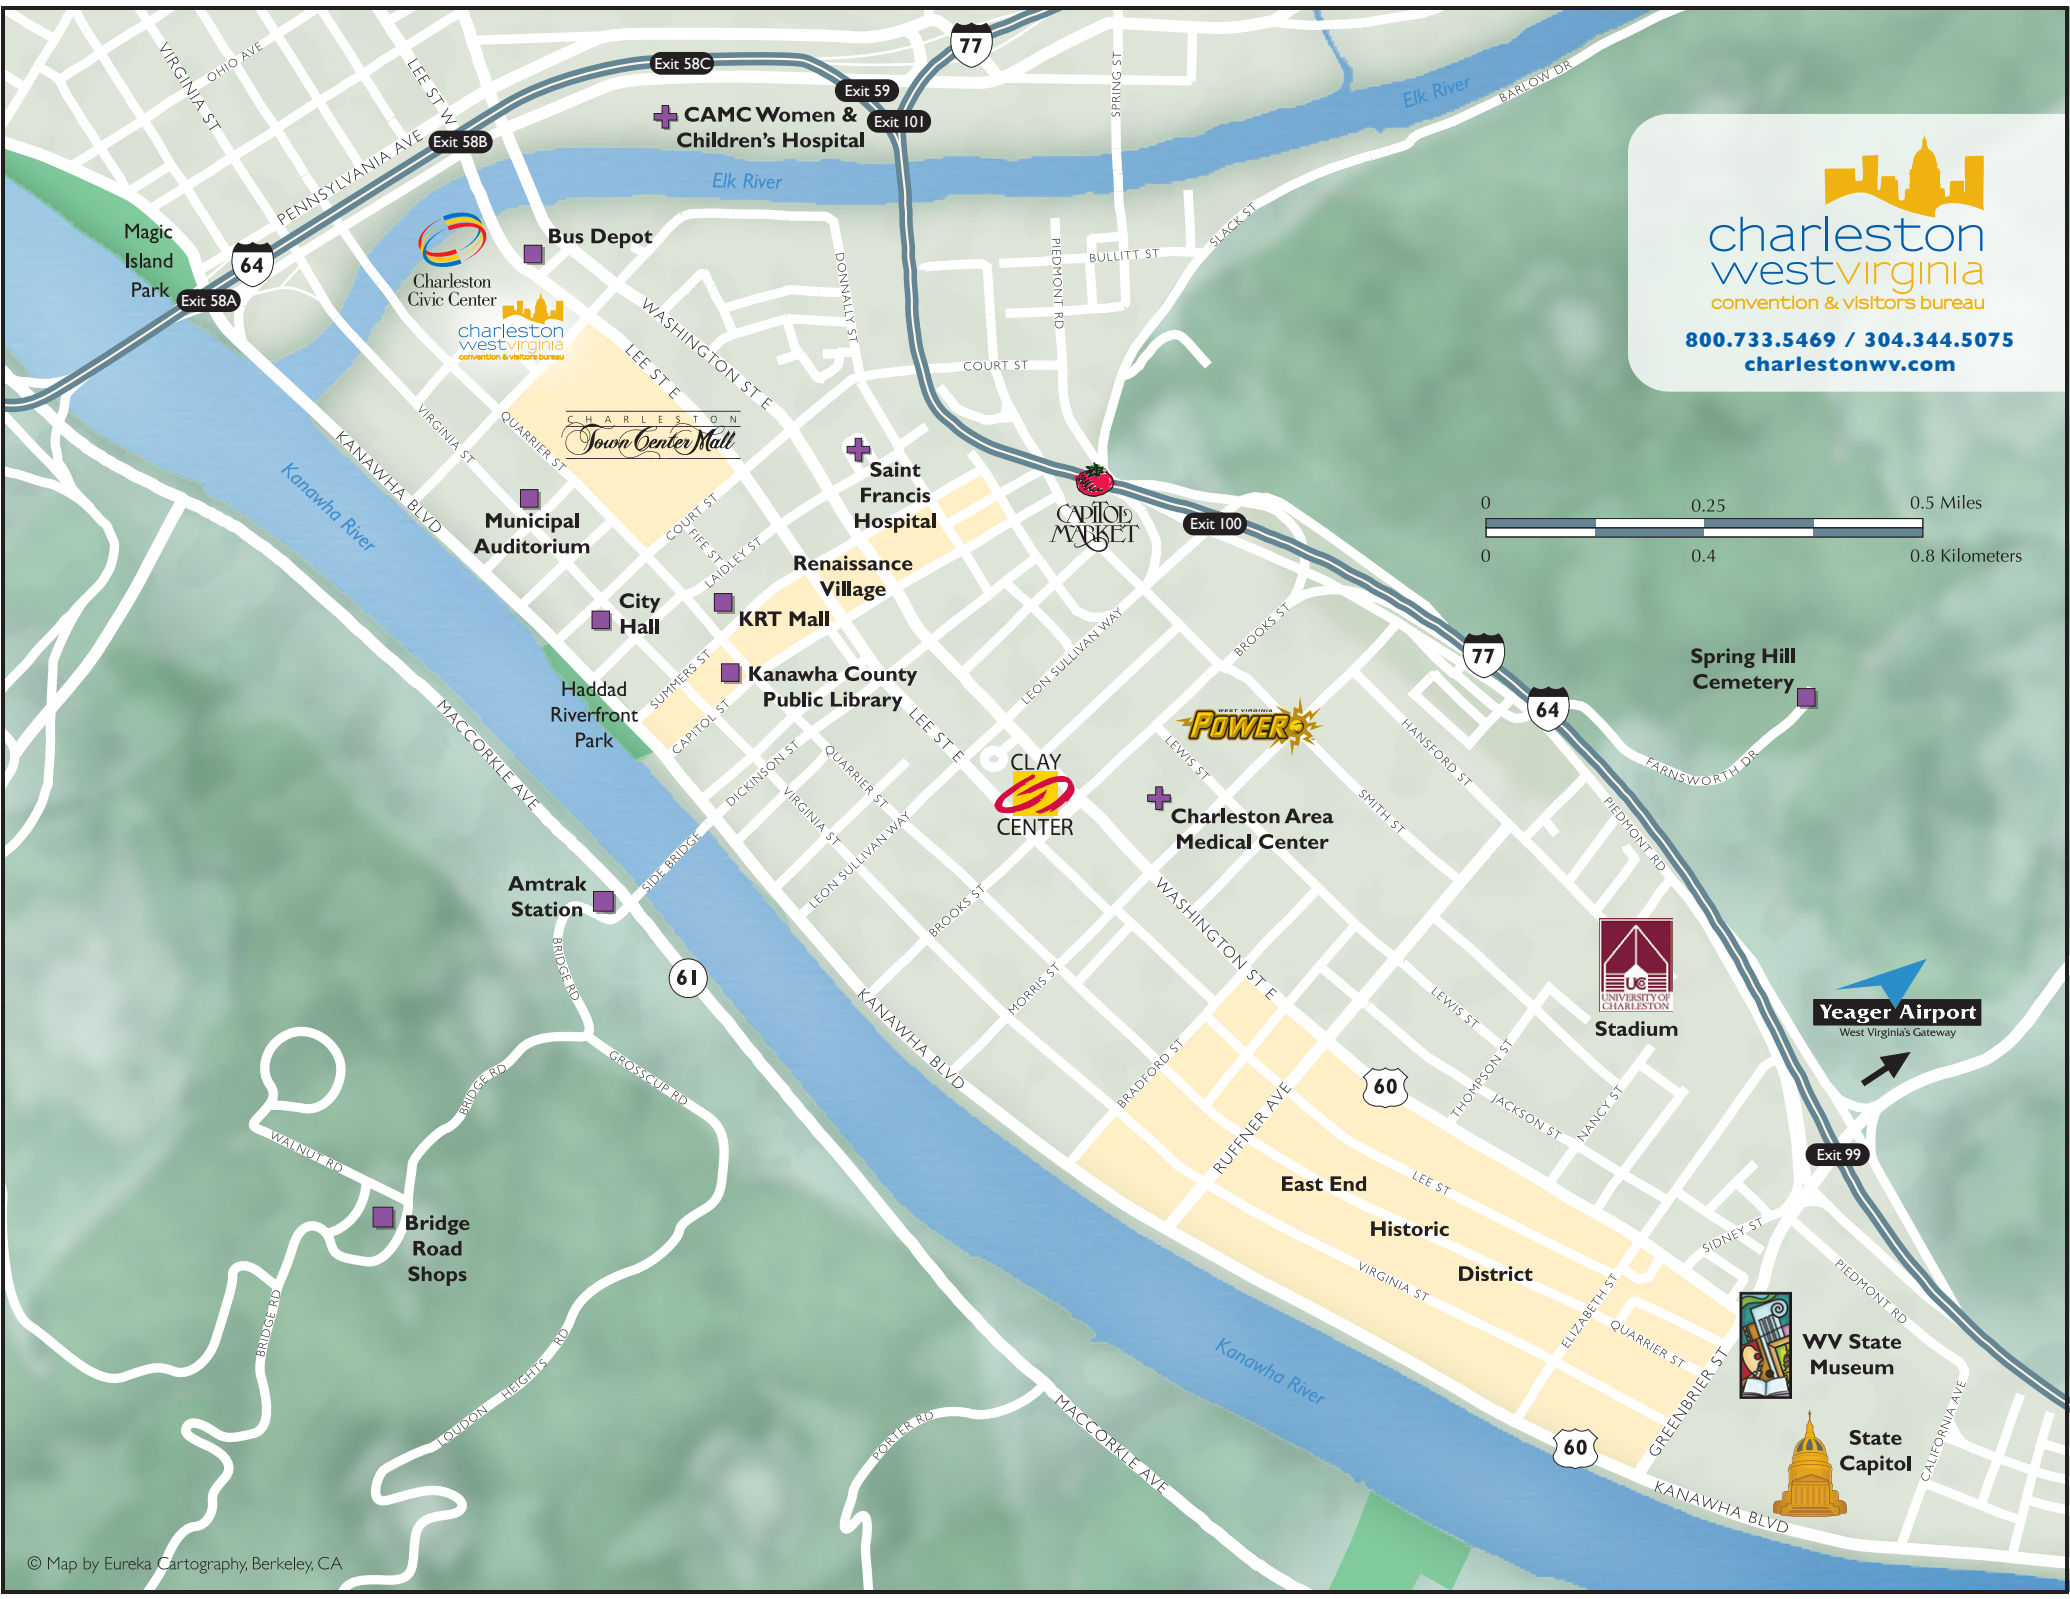 VIRGINIA ST
OHIO AVE
LEE ST W
PENNSYLVANIA AVE
Exit 58B
Exit 58C
77
Exit 59
Exit 101
CAMC Women &
Children's Hospital
SPRING ST
Elk River
BARLOW DR
Elk River
charleston
westvirginia
convention & visitors bureau
800.733.5469 / 304.344.5075
charlestonwv.com
Magic
Island
Park
64
Exit 58A
Charleston
Civic Center
Bus Depot
charleston
westvirginia
convention & visitors bureau
DONNALLY ST
PIEDMONT RD
BULLITT ST
SLACK ST
WASHINGTON ST E
LEE ST E
COURT ST
CHARLESTON
Town Center Mall
VIRGINIA ST
QUARRIER ST
KANAWHA BLVD
Kanawha River
Municipal
Auditorium
COURT ST
FIFE ST
LAIDLEY ST
Saint
Francis
Hospital
Renaissance
Village
CAPITOL
MARKET
Exit 100
0
0.25
0.5 Miles
0
0.4
0.8 Kilometers
City
Hall
KRT Mall
Kanawha County
Public Library
SUMMERS ST
CAPITOL ST
Haddad
Riverfront
Park
LEON SULLIVAN WAY
BROOKS ST
77
64
Spring Hill
Cemetery
FARNSWORTH DR
MACCORKLE AVE
LEE ST E
DICKINSON ST
QUARRIER ST
VIRGINIA ST
LEON SULLIVAN WAY
CLAY
CENTER
WEST VIRGINIA
POWER
LEWIS ST
HANSFORD ST
SMITH ST
PIEDMONT RD
Charleston Area
Medical Center
SIDE BRIDGE
Amtrak
Station
BRIDGE RD
61
BROOKS ST
MORRIS ST
WASHINGTON ST E
KANAWHA BLVD
UC
UNIVERSITY OF
CHARLESTON
Stadium
LEWIS ST
THOMPSON ST
JACKSON ST
NANCY ST
Yeager Airport
West Virginia's Gateway
Exit 99
60
BRADFORD ST
RUFFNER AVE
LEE ST
East End
Historic
District
VIRGINIA ST
ELIZABETH ST
QUARRIER ST
SIDNEY ST
PIEDMONT RD
GREENBRIER ST
WV State
Museum
State
Capitol
CALIFORNIA AVE
60
KANAWHA BLVD
Kanawha River
MACCORKLE AVE
PORTER RD
GROSSCUP RD
BRIDGE RD
WALNUT RD
Bridge
Road
Shops
BRIDGE RD
LOUDON HEIGHTS RD
© Map by Eureka Cartography, Berkeley, CA